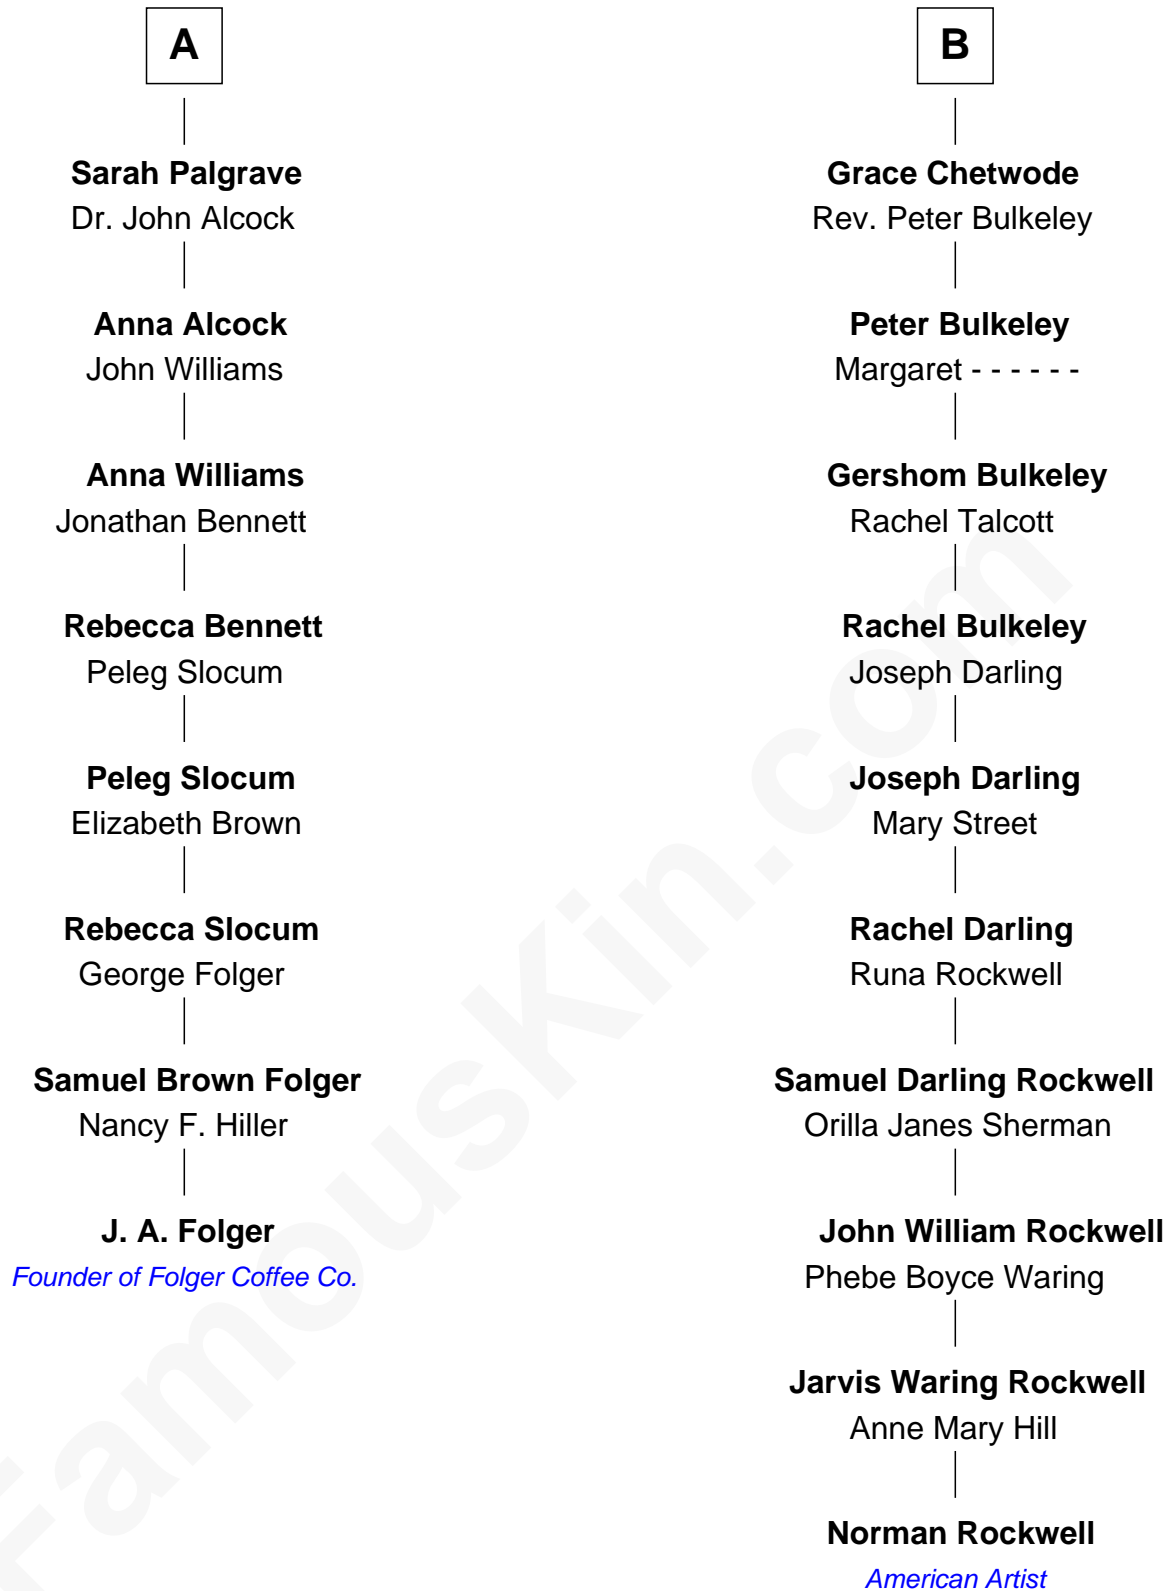 A
Sarah Palgrave
Dr. John Alcock
Anna Alcock
John Williams
Anna Williams
Jonathan Bennett
Rebecca Bennett
Peleg Slocum
Peleg Slocum
Elizabeth Brown
Rebecca Slocum
George Folger
Samuel Brown Folger
Nancy F. Hiller
J. A. Folger
Founder of Folger Coffee Co.
B
Grace Chetwode
Rev. Peter Bulkeley
Peter Bulkeley
Margaret - - - - - -
Gershom Bulkeley
Rachel Talcott
Rachel Bulkeley
Joseph Darling
Joseph Darling
Mary Street
Rachel Darling
Runa Rockwell
Samuel Darling Rockwell
Orilla Janes Sherman
John William Rockwell
Phebe Boyce Waring
Jarvis Waring Rockwell
Anne Mary Hill
Norman Rockwell
American Artist
FamousKin.com